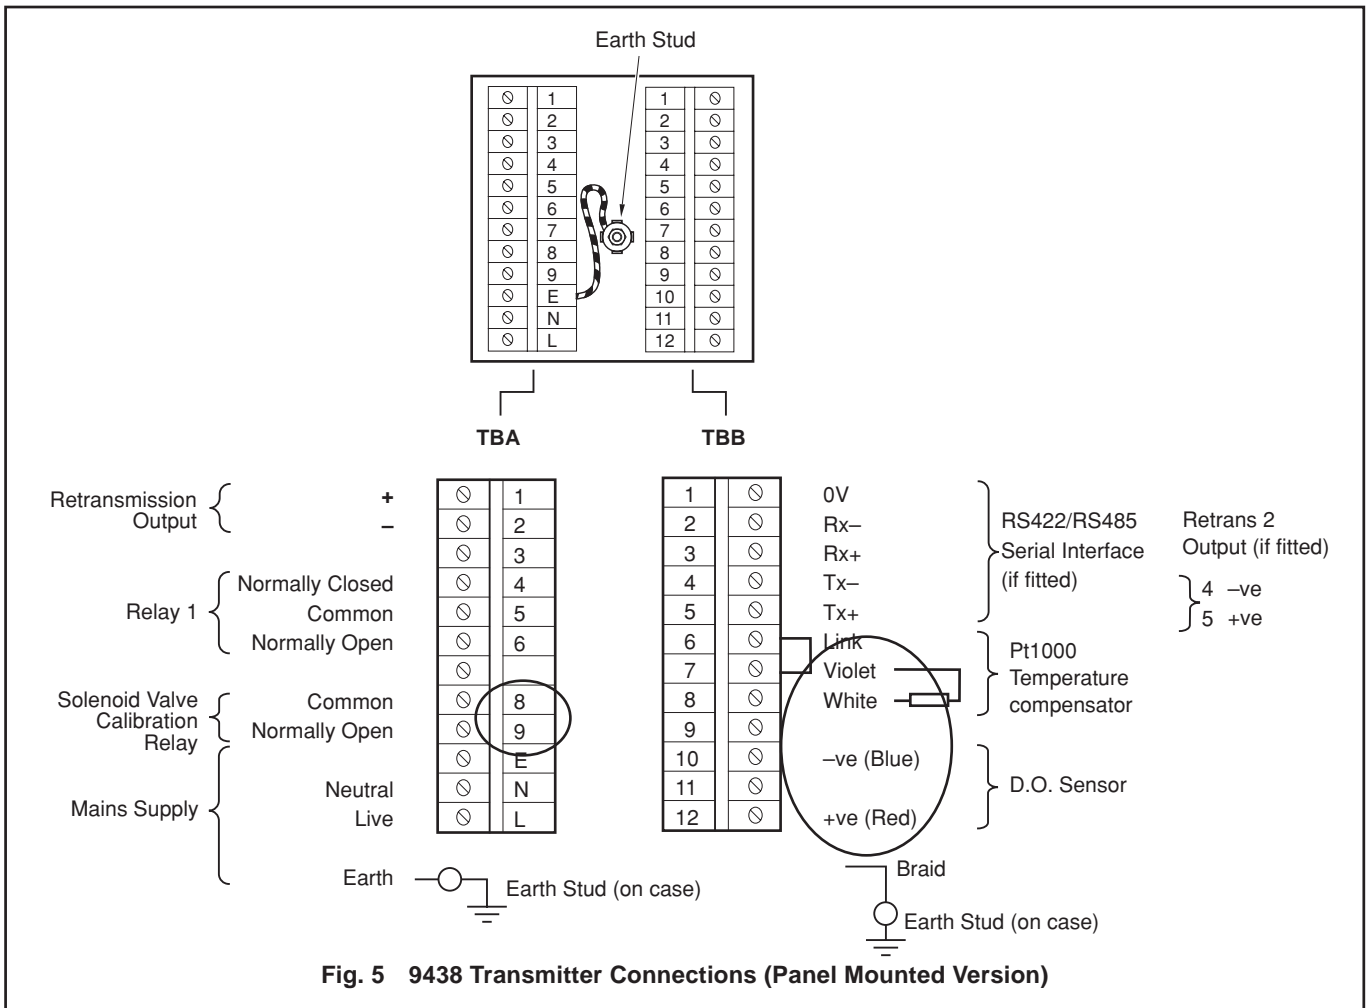 Earth Stud
1 1
2 2
3 3
4 4
5 5
6 6
7 7
8 8
9 9
E 10
N 11
L 12
TBA TBB
Retransmission Output
+ 1
– 2
3
Relay 1
Normally Closed 4
Common 5
Normally Open 6
Solenoid Valve Calibration Relay
Common 8
Normally Open 9
Mains Supply
E
Neutral N
Live L
Earth
Earth Stud (on case)
1 0V
2 Rx–
3 Rx+
4 Tx–
5 Tx+
RS422/RS485
Serial Interface
(if fitted)
Retrans 2
Output (if fitted)
4 –ve
5 +ve
6 Link
7 Violet
8 White
Pt1000
Temperature
compensator
9
10 –ve (Blue)
11
12 +ve (Red)
D.O. Sensor
Braid
Earth Stud (on case)
Fig. 5 9438 Transmitter Connections (Panel Mounted Version)